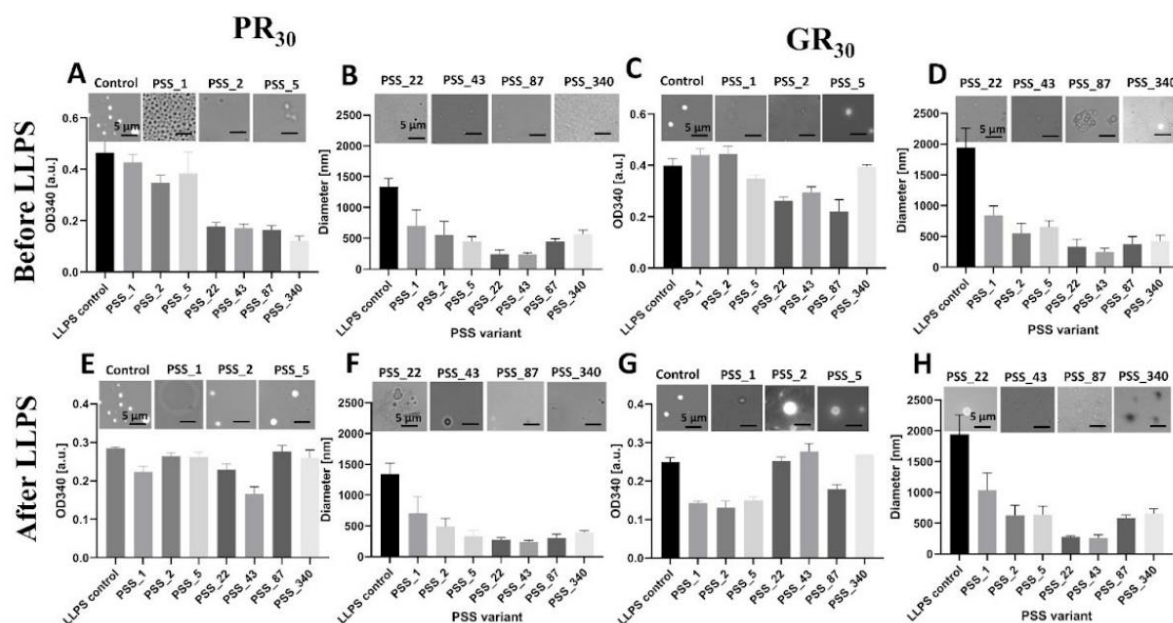 PR30
GR30
Before LLPS
After LLPS
A
Control PSS_1 PSS_2 PSS_5
5 μm
OD340 [a.u.]
0.6
0.4
0.2
0.0
LLPS control PSS_1 PSS_2 PSS_5 PSS_22 PSS_43 PSS_87 PSS_340
B
PSS_22 PSS_43 PSS_87 PSS_340
5 μm
Diameter [nm]
2500
2000
1500
1000
500
0
LLPS control PSS_1 PSS_2 PSS_5 PSS_22 PSS_43 PSS_87 PSS_340
PSS variant
C
Control PSS_1 PSS_2 PSS_5
5 μm
OD340 [a.u.]
0.6
0.4
0.2
0.0
LLPS control PSS_1 PSS_2 PSS_5 PSS_22 PSS_43 PSS_87 PSS_340
D
PSS_22 PSS_43 PSS_87 PSS_340
5 μm
Diameter [nm]
2500
2000
1500
1000
500
0
LLPS control PSS_1 PSS_2 PSS_5 PSS_22 PSS_43 PSS_87 PSS_340
PSS variant
E
Control PSS_1 PSS_2 PSS_5
5 μm
OD340 [a.u.]
0.4
0.3
0.2
0.1
0.0
LLPS control PSS_1 PSS_2 PSS_5 PSS_22 PSS_43 PSS_87 PSS_340
F
PSS_22 PSS_43 PSS_87 PSS_340
5 μm
Diameter [nm]
2500
2000
1500
1000
500
0
LLPS control PSS_1 PSS_2 PSS_5 PSS_22 PSS_43 PSS_87 PSS_340
PSS variant
G
Control PSS_1 PSS_2 PSS_5
5 μm
OD340 [a.u.]
0.4
0.3
0.2
0.1
0.0
LLPS control PSS_1 PSS_2 PSS_5 PSS_22 PSS_43 PSS_87 PSS_340
H
PSS_22 PSS_43 PSS_87 PSS_340
5 μm
Diameter [nm]
2500
2000
1500
1000
500
0
LLPS control PSS_1 PSS_2 PSS_5 PSS_22 PSS_43 PSS_87 PSS_340
PSS variant